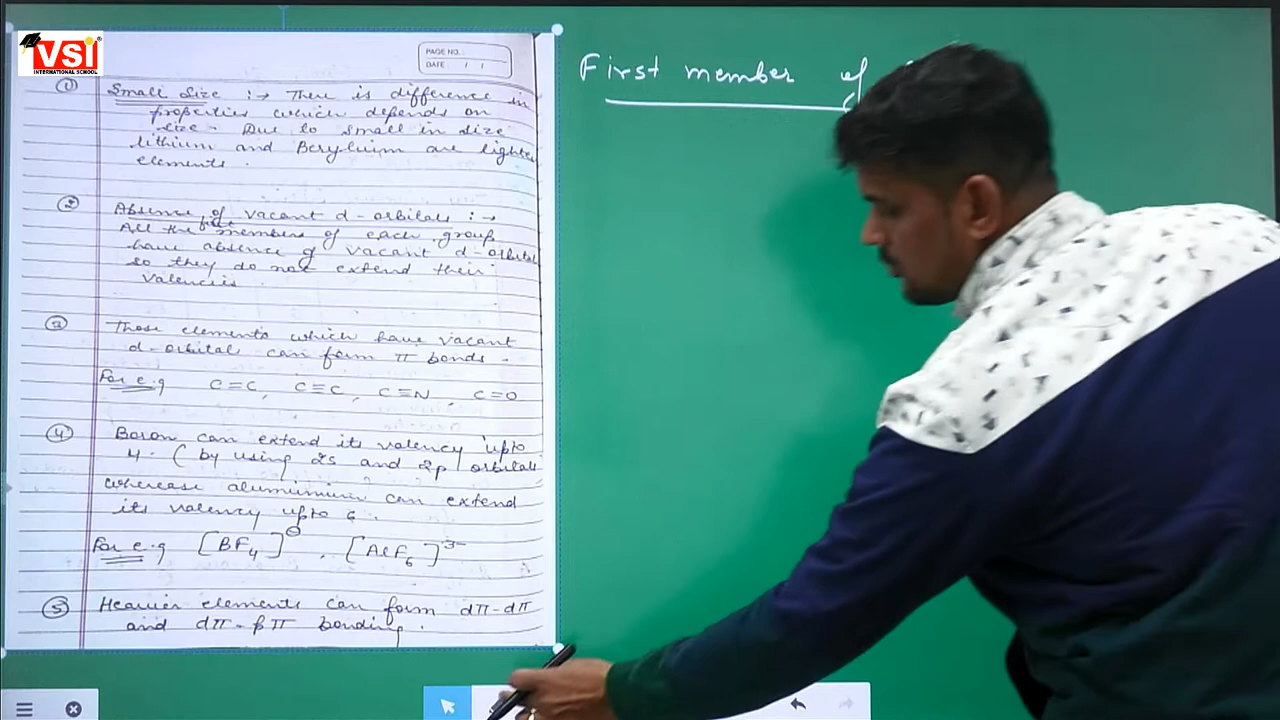 VSi
INTERNATIONAL SCHOOL
PAGE NO.
DATE / /
First member of
① Small size :→ There is difference in
properties which depends on
size. Due to small in size
lithium and Beryluim are lighter
elements.
② Absence of vacant d-orbitals :→
All the first members of each group
have absence of vacant d-orbital
so they do not extend their
valencies.
③ Those elements which have vacant
d-orbital can form π bonds.
For e.g C=C, C≡C, C≡N, C=O
④ Boron can extend its valency upto
4. (by using 2s and 2p orbitals
wherease alumunium can extend
its valency upto 6.
For e.g [BF₄]⊖, [AlF₆]³⁻
⑤ Heavier elements can form dπ-dπ
and dπ-pπ bonding.